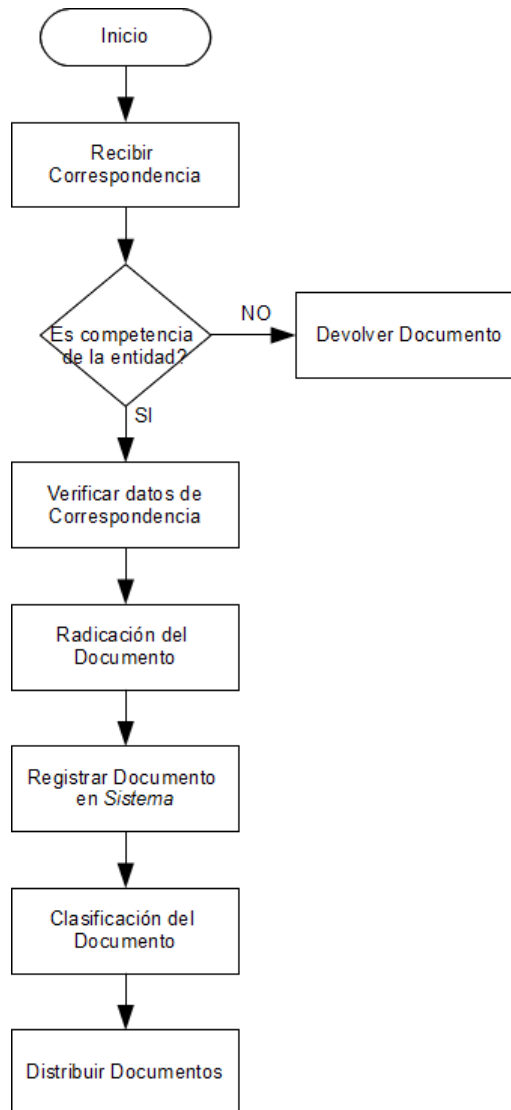 Inicio
Recibir
Correspondencia
Es competencia
de la entidad?
NO
Devolver Documento
SI
Verificar datos de
Correspondencia
Radicación del
Documento
Registrar Documento
en Sistema
Clasificación del
Documento
Distribuir Documentos